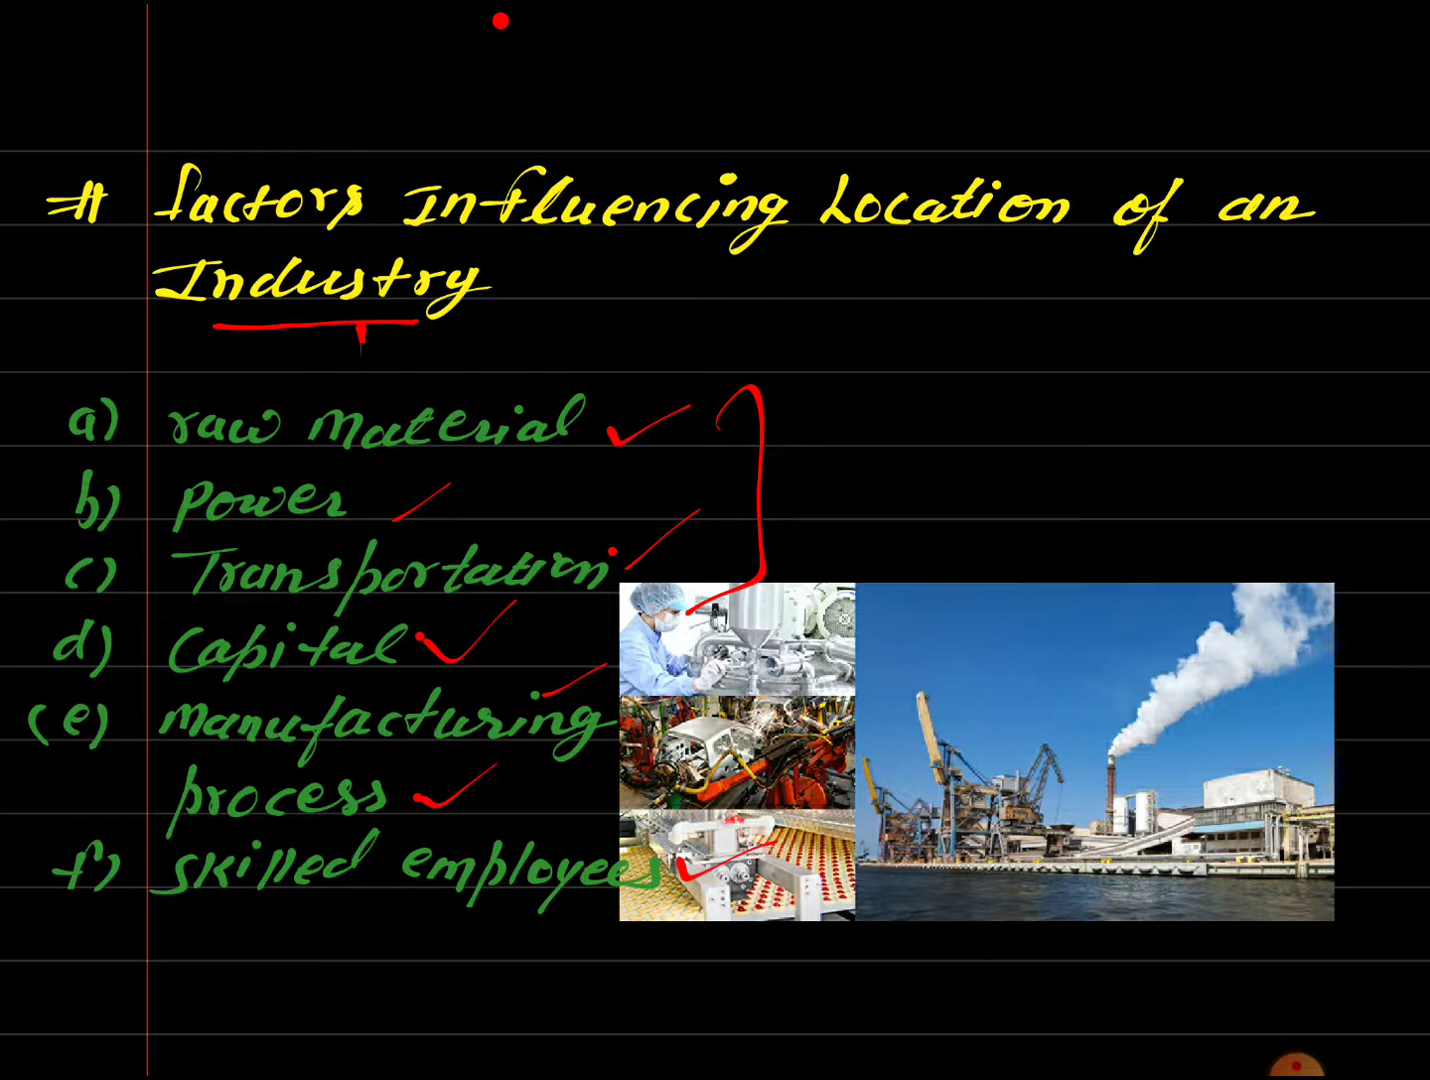 # Factors Influencing Location of an
Industry
a) raw material
b) Power
c) Transportation
d) Capital
(e) Manufacturing
process
f) skilled employees